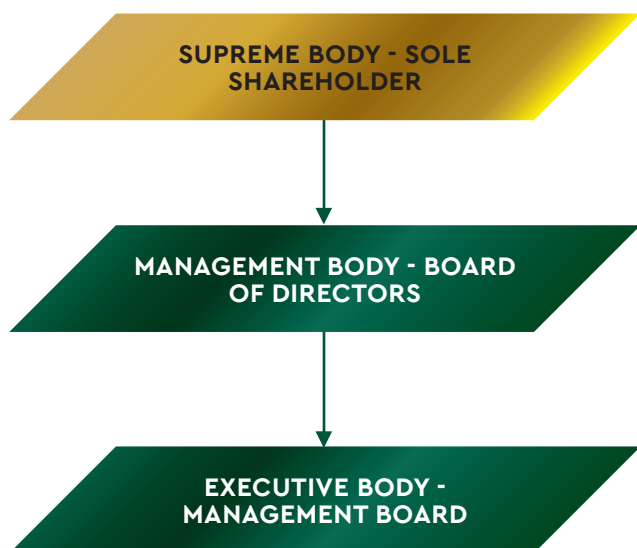 SUPREME BODY - SOLE
SHAREHOLDER
MANAGEMENT BODY - BOARD
OF DIRECTORS
EXECUTIVE BODY -
MANAGEMENT BOARD